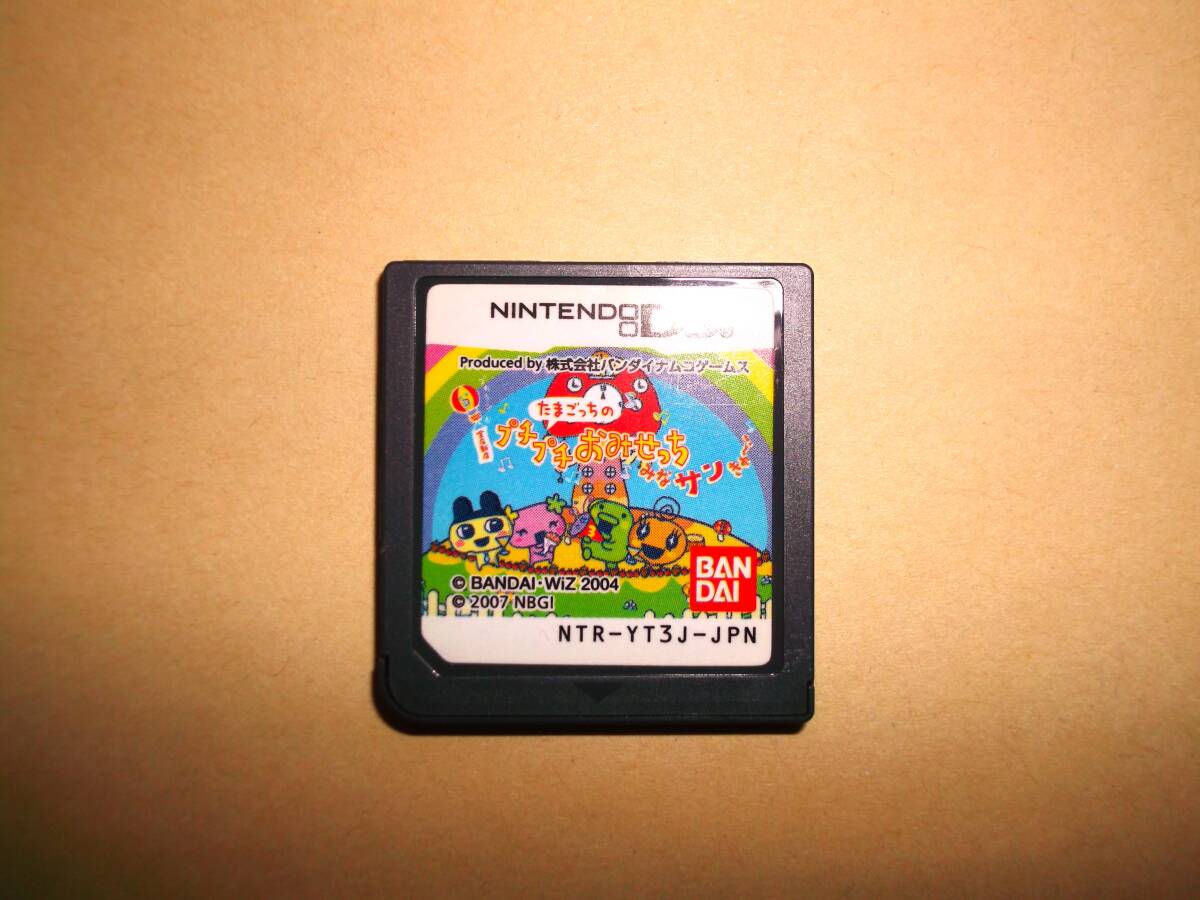 NINTENDO DS
Produced by 株式会社バンダイナムコゲームス
たまごっちの
プチプチおみせっち
みなサンきゅ〜
© BANDAI・WiZ 2004
© 2007 NBGI
BAN
DAI
NTR-YT3J-JPN